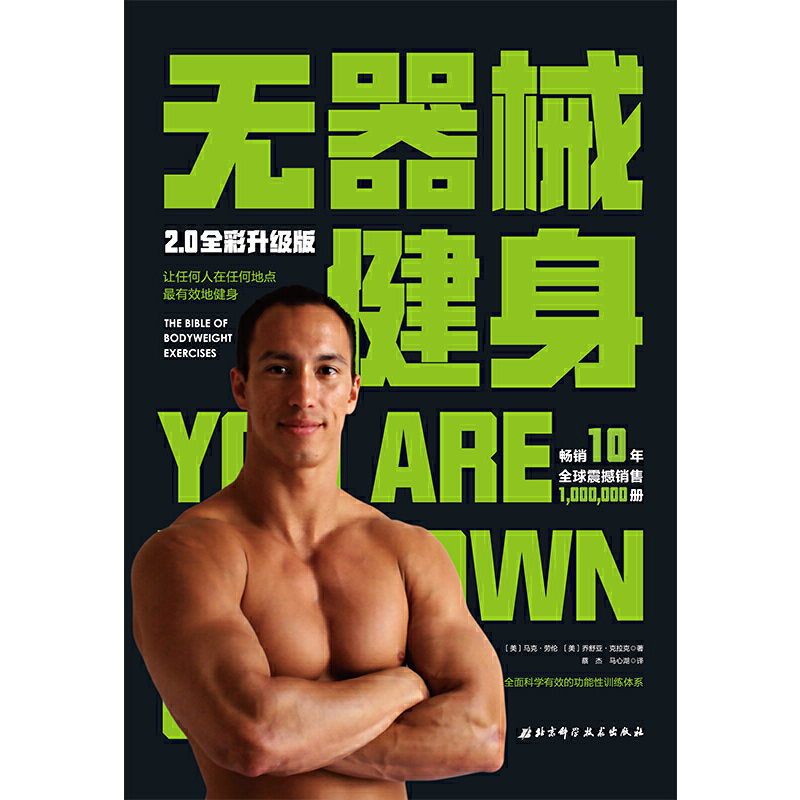 无器械
健身
2.0全彩升级版
让任何人在任何地点
最有效地健身
THE BIBLE OF
BODYWEIGHT
EXERCISES
ARE
OWN
畅销10年
全球震撼销售
1,000,000册
[美]马克·劳伦 [美]乔舒亚·克拉克◎著
蔡 杰 马心湖◎译
全面科学有效的功能性训练体系
北京科学技术出版社